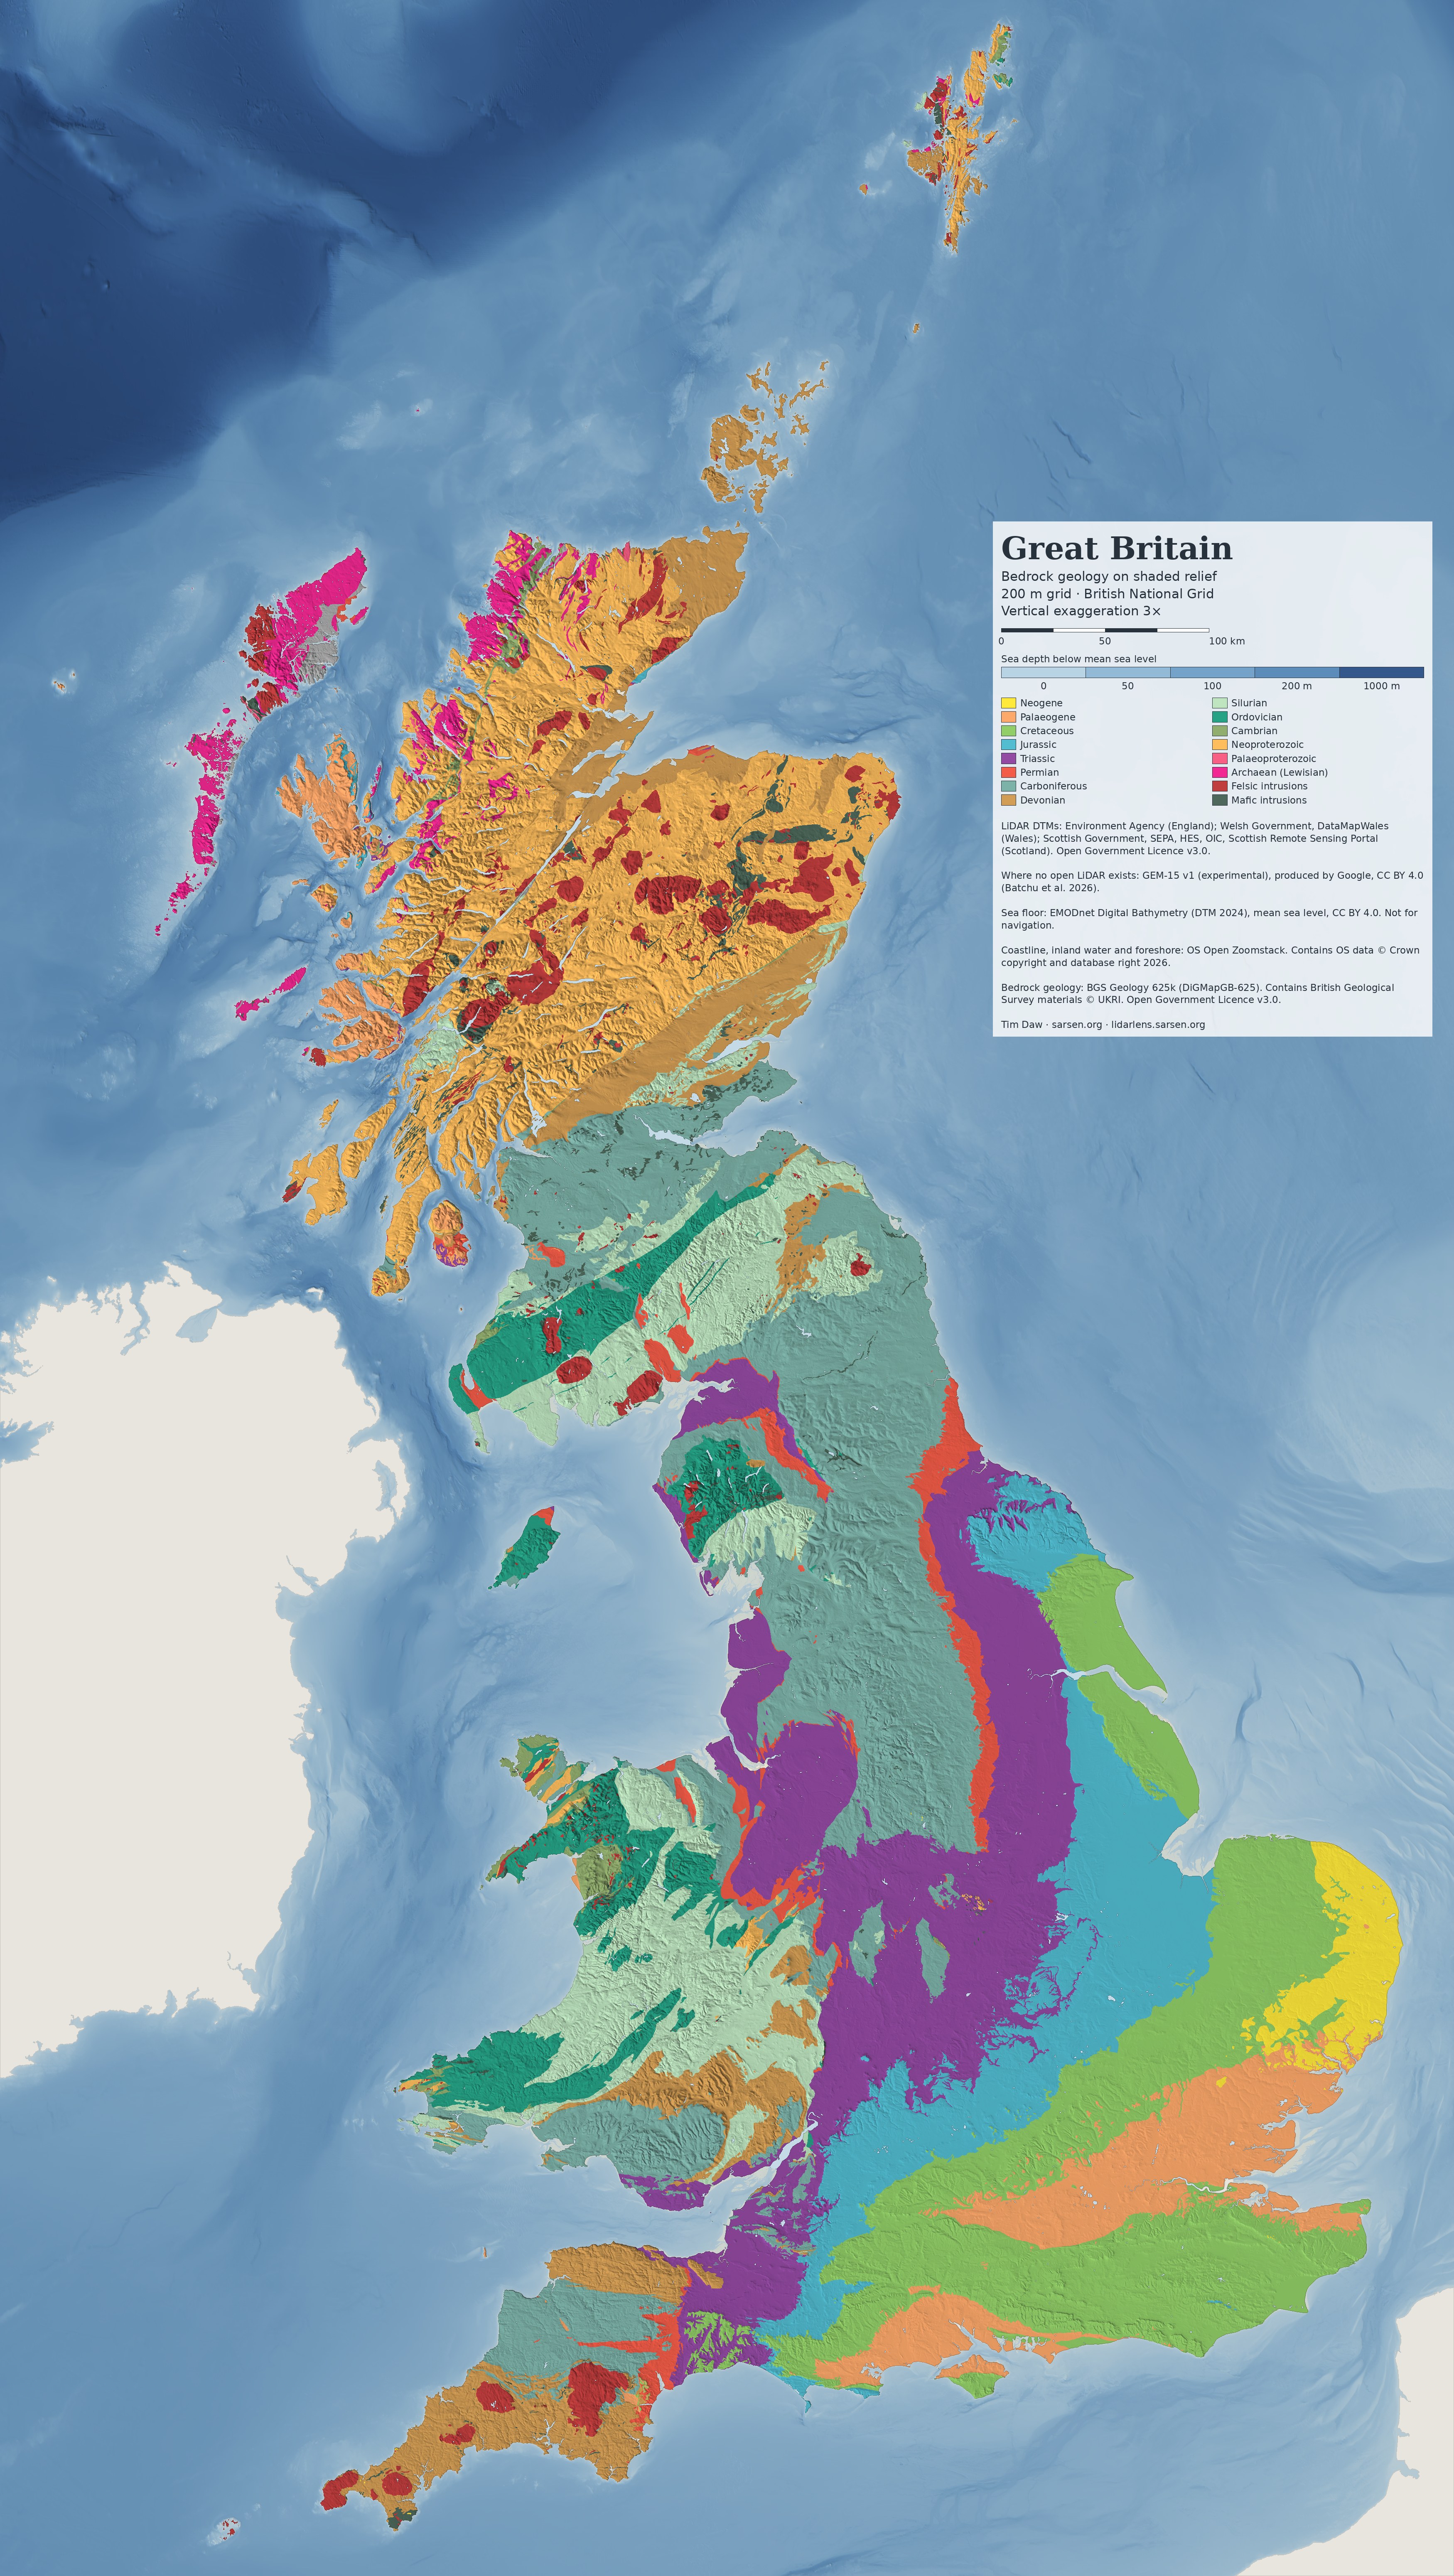 Great Britain
Bedrock geology on shaded relief
200 m grid · British National Grid
Vertical exaggeration 3×
0 50 100 km
Sea depth below mean sea level
0 50 100 200 m 1000 m
Neogene
Palaeogene
Cretaceous
Jurassic
Triassic
Permian
Carboniferous
Devonian
Silurian
Ordovician
Cambrian
Neoproterozoic
Palaeoproterozoic
Archaean (Lewisian)
Felsic intrusions
Mafic intrusions
LiDAR DTMs: Environment Agency (England); Welsh Government, DataMapWales
(Wales); Scottish Government, SEPA, HES, OIC, Scottish Remote Sensing Portal
(Scotland). Open Government Licence v3.0.
Where no open LiDAR exists: GEM-15 v1 (experimental), produced by Google, CC BY 4.0
(Batchu et al. 2026).
Sea floor: EMODnet Digital Bathymetry (DTM 2024), mean sea level, CC BY 4.0. Not for
navigation.
Coastline, inland water and foreshore: OS Open Zoomstack. Contains OS data © Crown
copyright and database right 2026.
Bedrock geology: BGS Geology 625k (DiGMapGB-625). Contains British Geological
Survey materials © UKRI. Open Government Licence v3.0.
Tim Daw · sarsen.org · lidarlens.sarsen.org